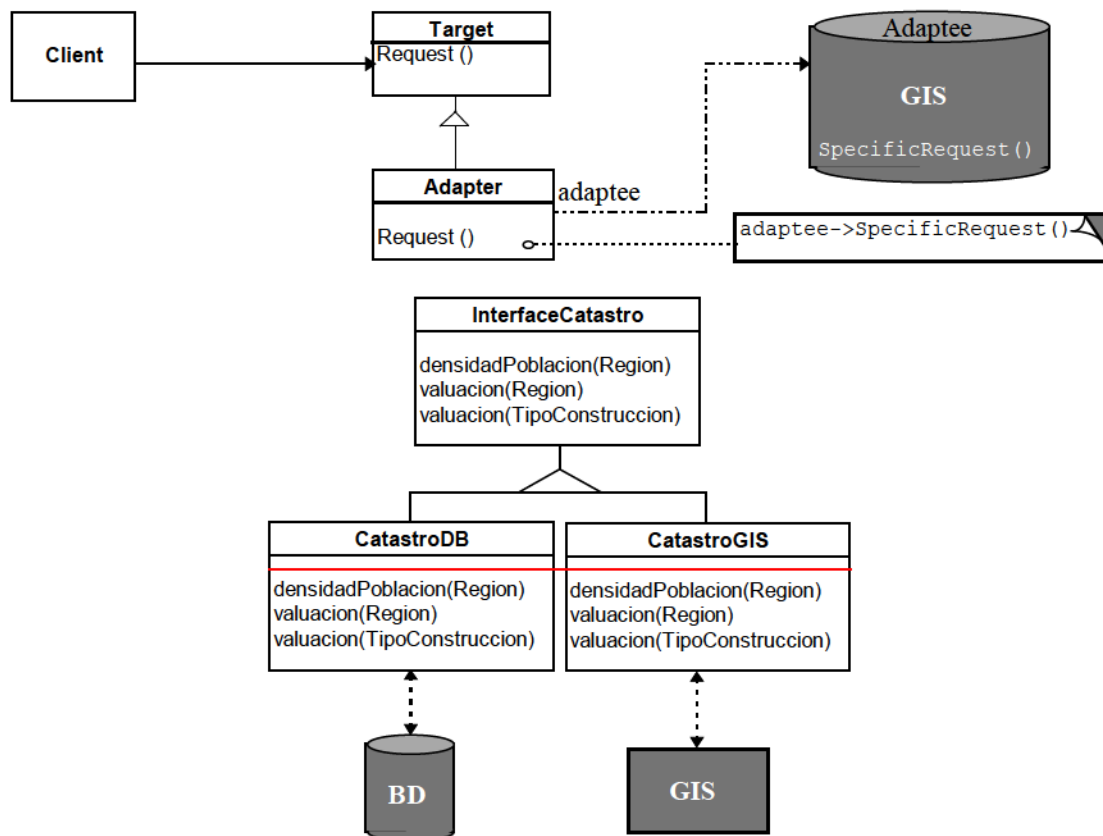 Client
Target
Request ()
Adaptee
GIS
SpecificRequest()
Adapter
Request ()
adaptee
adaptee->SpecificRequest()
InterfaceCatastro
densidadPoblacion(Region)
valuacion(Region)
valuacion(TipoConstruccion)
CatastroDB
densidadPoblacion(Region)
valuacion(Region)
valuacion(TipoConstruccion)
CatastroGIS
densidadPoblacion(Region)
valuacion(Region)
valuacion(TipoConstruccion)
BD
GIS